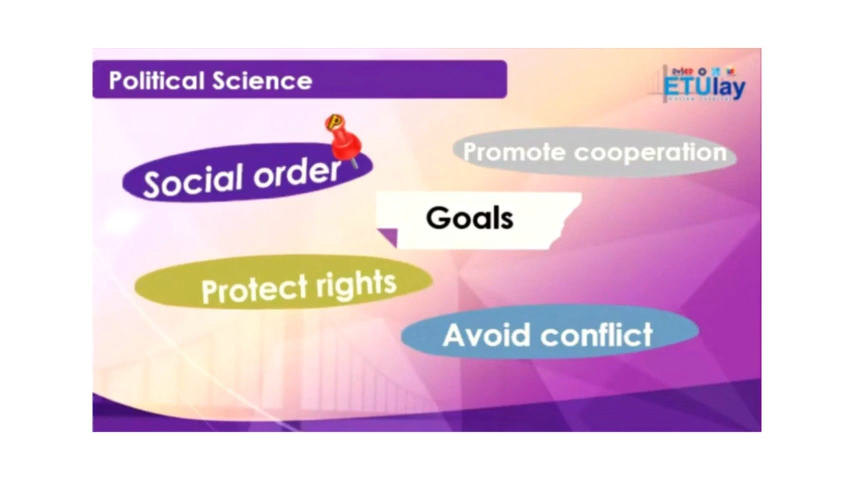 Political Science
ETUlay
Social order
Promote cooperation
Goals
Protect rights
Avoid conflict